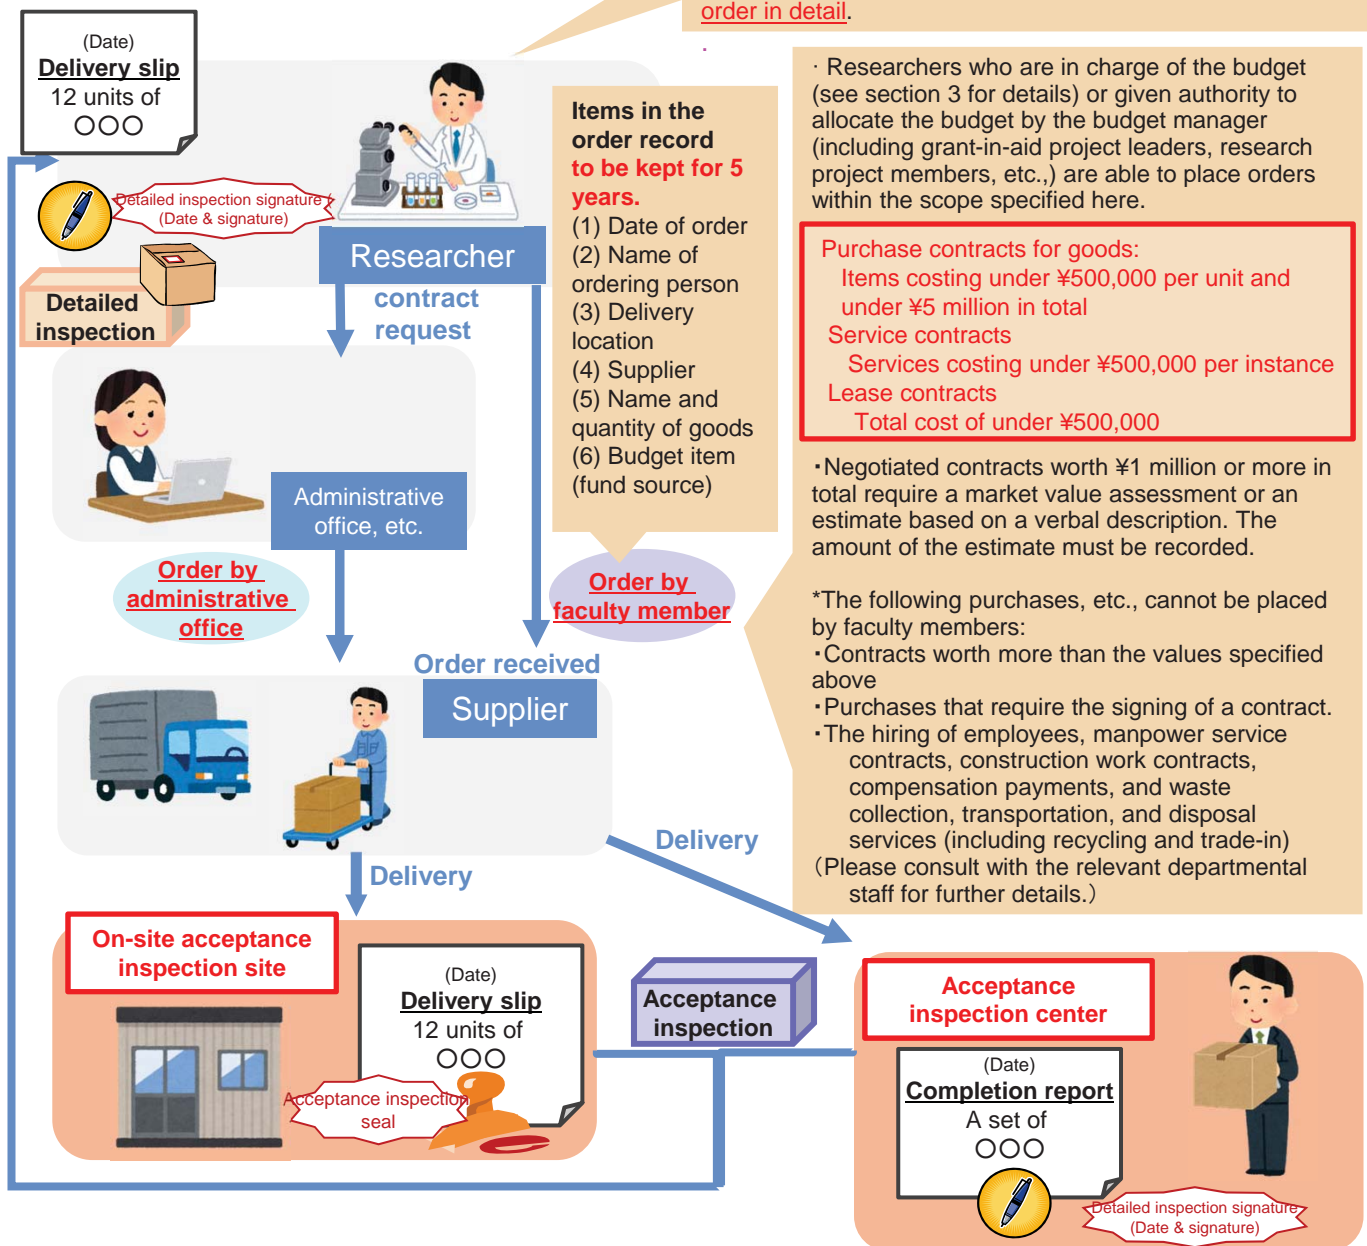 order in detail.
.
(Date)
Delivery slip
12 units of
○○○
Detailed inspection signature
(Date & signature)
Detailed
inspection
Researcher
contract
request
Items in the
order record
to be kept for 5
years.
(1) Date of order
(2) Name of
ordering person
(3) Delivery
location
(4) Supplier
(5) Name and
quantity of goods
(6) Budget item
(fund source)
· Researchers who are in charge of the budget
(see section 3 for details) or given authority to
allocate the budget by the budget manager
(including grant-in-aid project leaders, research
project members, etc.,) are able to place orders
within the scope specified here.
Purchase contracts for goods:
Items costing under ¥500,000 per unit and
under ¥5 million in total
Service contracts
Services costing under ¥500,000 per instance
Lease contracts
Total cost of under ¥500,000
・Negotiated contracts worth ¥1 million or more in
total require a market value assessment or an
estimate based on a verbal description. The
amount of the estimate must be recorded.
*The following purchases, etc., cannot be placed
by faculty members:
・Contracts worth more than the values specified
above
・Purchases that require the signing of a contract.
・The hiring of employees, manpower service
contracts, construction work contracts,
compensation payments, and waste
collection, transportation, and disposal
services (including recycling and trade-in)
（Please consult with the relevant departmental
staff for further details.）
Administrative
office, etc.
Order by
administrative
office
Order by
faculty member
Order received
Supplier
Delivery
Delivery
On-site acceptance
inspection site
(Date)
Delivery slip
12 units of
○○○
Acceptance inspection
seal
Acceptance
inspection
Acceptance
inspection center
(Date)
Completion report
A set of
○○○
Detailed inspection signature
(Date & signature)